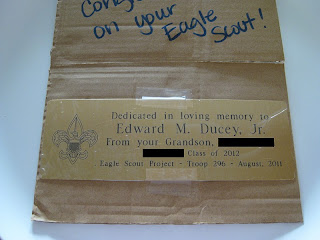 on your
Eagle Scout!
Dedicated in loving memory to
Edward M. Ducey, Jr.
From your Grandson,
Class of 2012
Eagle Scout Project - Troop 296 - August, 2011